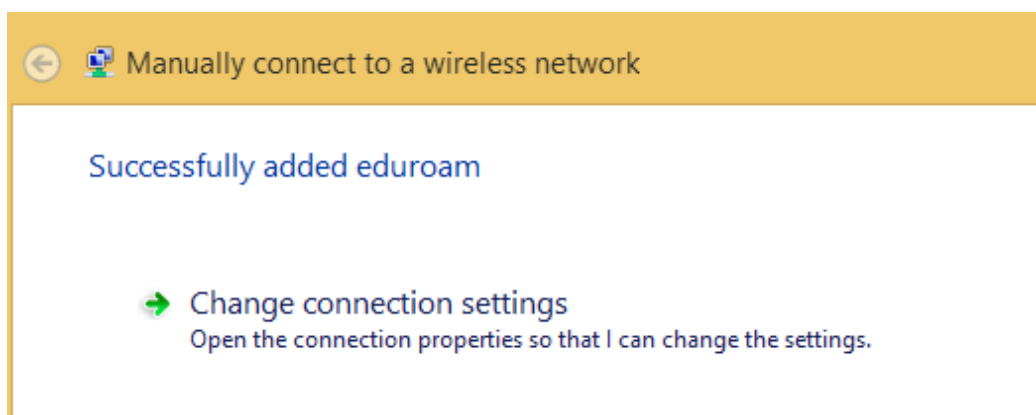 Manually connect to a wireless network
Successfully added eduroam
Change connection settings
Open the connection properties so that I can change the settings.